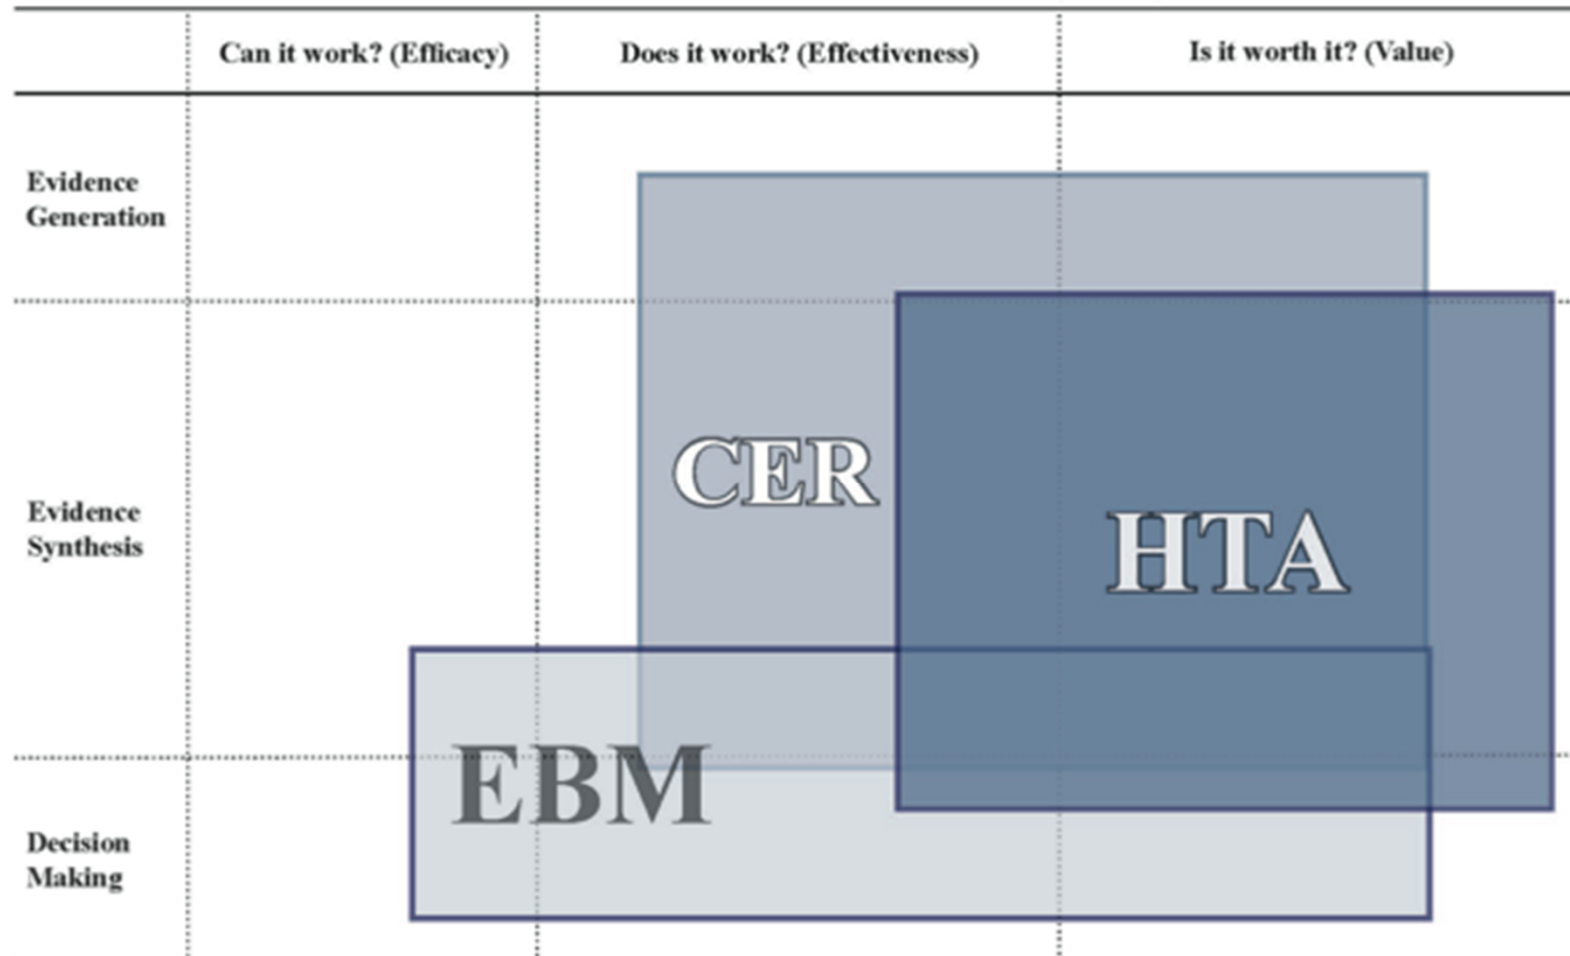 Can it work? (Efficacy)
Does it work? (Effectiveness)
Is it worth it? (Value)
Evidence
Generation
CER
Evidence
Synthesis
HTA
EBM
Decision
Making